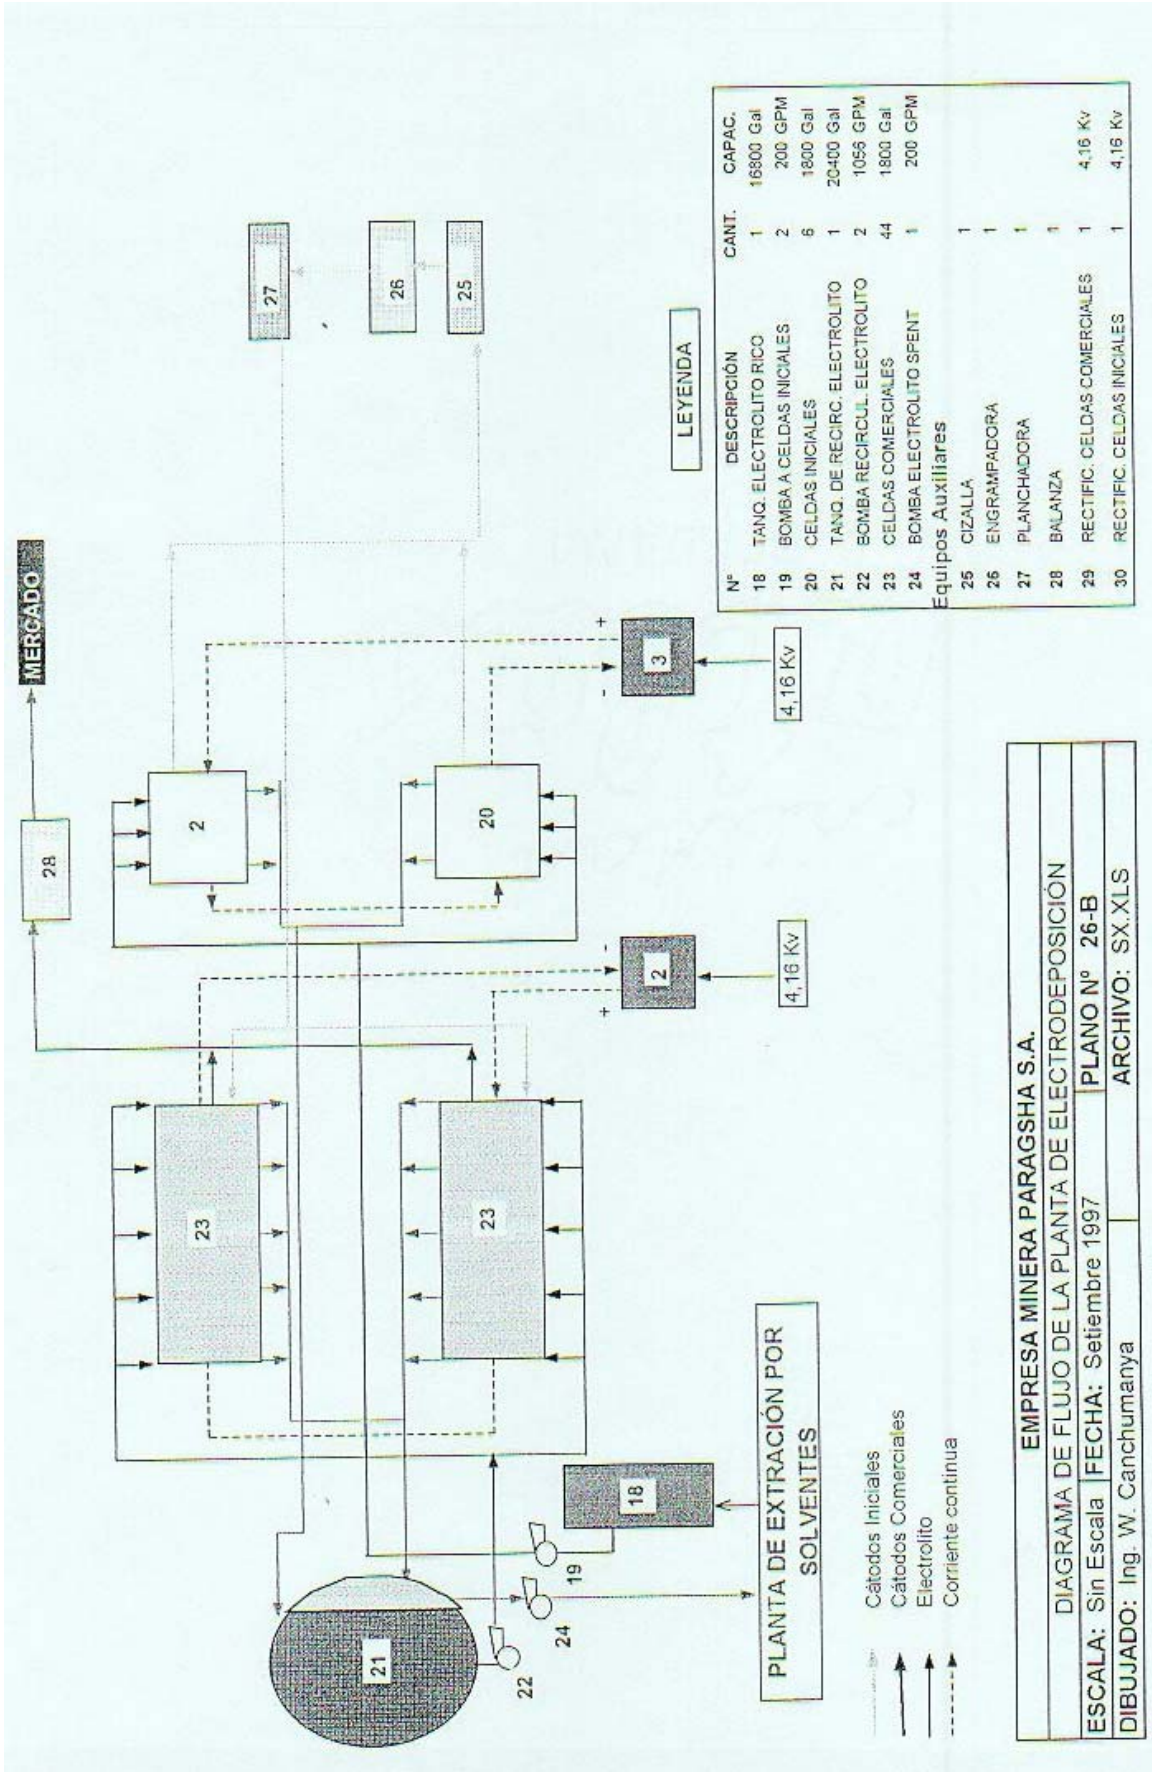 MERCADO
28
2
20
27
26
25
23
23
2
3
+
-
+
-
4,16 Kv
4,16 Kv
21
22
24
19
18
PLANTA DE EXTRACIÓN POR
SOLVENTES
Cátodos Iniciales
Cátodos Comerciales
Electrolito
Corriente continua
LEYENDA
N° DESCRIPCIÓN CANT. CAPAC.
18 TANQ. ELECTROLITO RICO 1 16800 Gal
19 BOMBA A CELDAS INICIALES 2 200 GPM
20 CELDAS INICIALES 6 1800 Gal
21 TANQ. DE RECIRC. ELECTROLITO 1 20400 Gal
22 BOMBA RECIRCUL. ELECTROLITO 2 1056 GPM
23 CELDAS COMERCIALES 44 1800 Gal
24 BOMBA ELECTROLITO SPENT 1 200 GPM
Equipos Auxiliares
25 CIZALLA 1
26 ENGRAMPADORA 1
27 PLANCHADORA 1
28 BALANZA 1
29 RECTIFIC. CELDAS COMERCIALES 1 4,16 Kv
30 RECTIFIC. CELDAS INICIALES 1 4,16 Kv
EMPRESA MINERA PARAGSHA S.A.
DIAGRAMA DE FLUJO DE LA PLANTA DE ELECTRODEPOSICIÓN
ESCALA: Sin Escala FECHA: Setiembre 1997 PLANO N° 26-B
DIBUJADO: Ing. W. Canchumanya ARCHIVO: SX.XLS